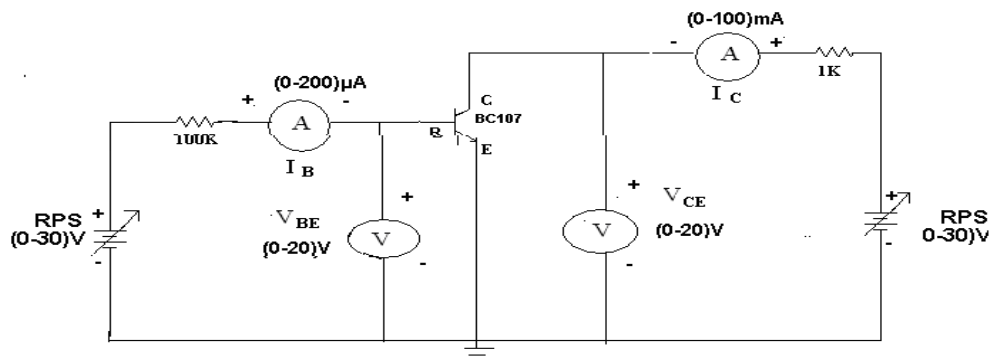 (0-100)mA
- A +
1K
I C
(0-200)µA
+ A -
100K
I B
C
BC107
B
E
+
V BE
(0-20)V
V
-
+
V CE
(0-20)V
V
-
RPS
(0-30)V
+
-
RPS
0-30)V
+
-